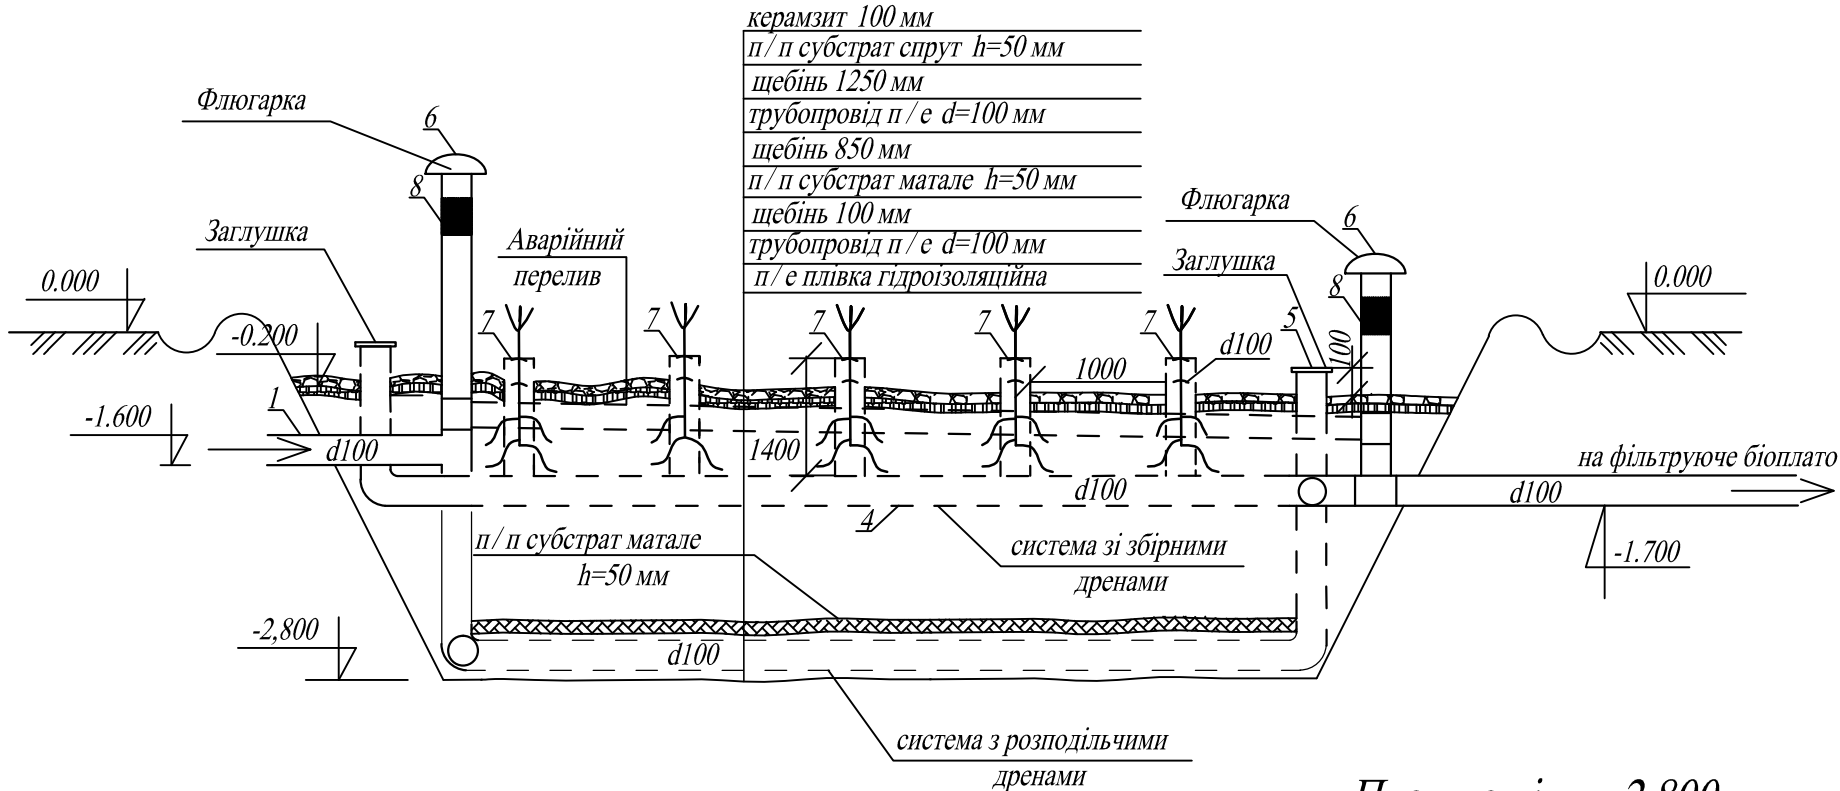 керамзит 100 мм
п/п субстрат спрут h=50 мм
щебінь 1250 мм
трубопровід п/е d=100 мм
щебінь 850 мм
п/п субстрат матале h=50 мм
щебінь 100 мм
трубопровід п/е d=100 мм
п/е плівка гідроізоляційна
Флюгарка
6
8
Заглушка
Аварійний
перелив
Флюгарка
6
Заглушка
8
5
0.000
0.000
-0.200
7
7
7
7
7
d100
100
1000
1
-1.600
d100
1400
на фільтруюче біоплато
d100
d100
4
п/п субстрат матале
h=50 мм
система зі збірними
дренами
-1.700
-2,800
d100
система з розподільчими
дренами